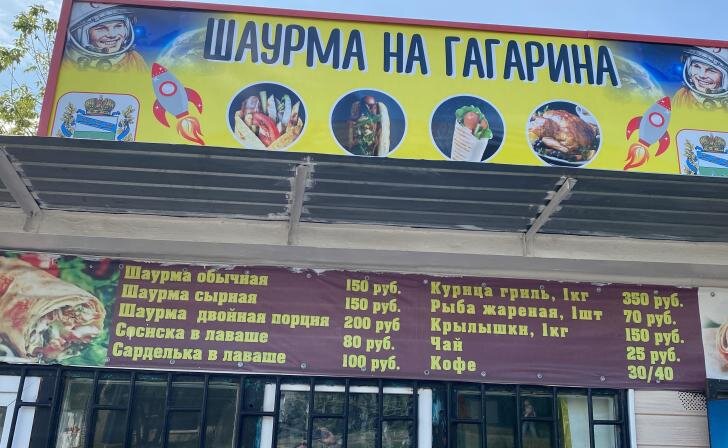 ШАУРМА НА ГАГАРИНА
Шаурма обычная 150 руб.
Шаурма сырная 150 руб.
Шаурма двойная порция 200 руб
Сосиска в лаваше 80 руб.
Сарделька в лаваше 100 руб.
Курица гриль, 1кг 350 руб.
Рыба жареная, 1шт 70 руб.
Крылышки, 1кг 150 руб.
Чай 25 руб.
Кофе 30/40